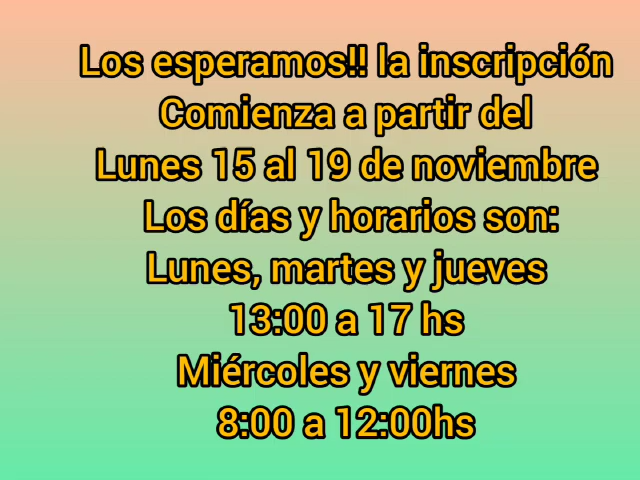 Los esperamos!! la inscripción
Comienza a partir del
Lunes 15 al 19 de noviembre
Los días y horarios son:
Lunes, martes y jueves
13:00 a 17 hs
Miércoles y viernes
8:00 a 12:00hs